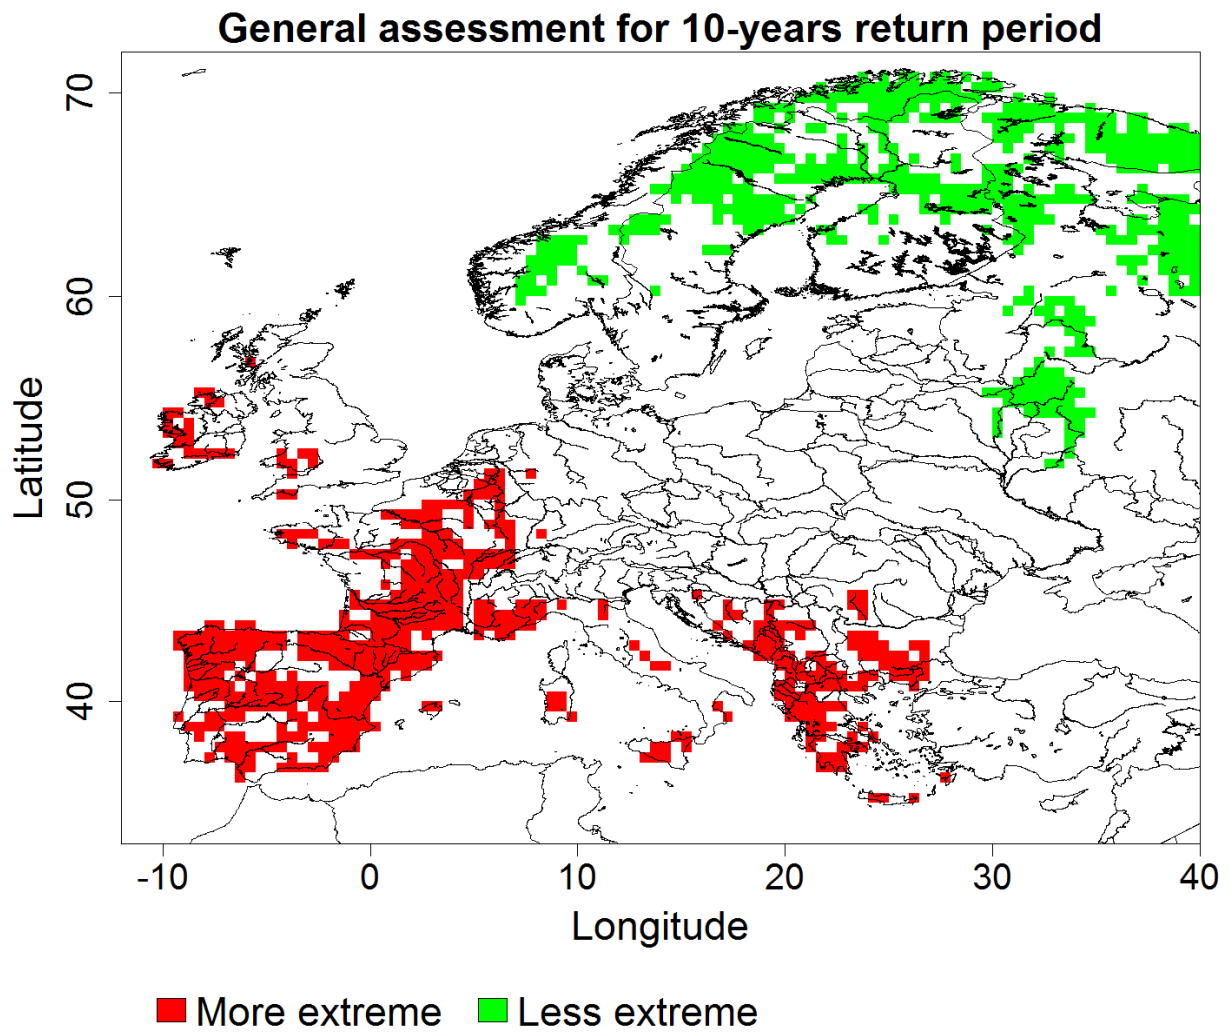 General assessment for 10-years return period
70
60
50
40
Latitude
-10 0 10 20 30 40
Longitude
More extreme Less extreme